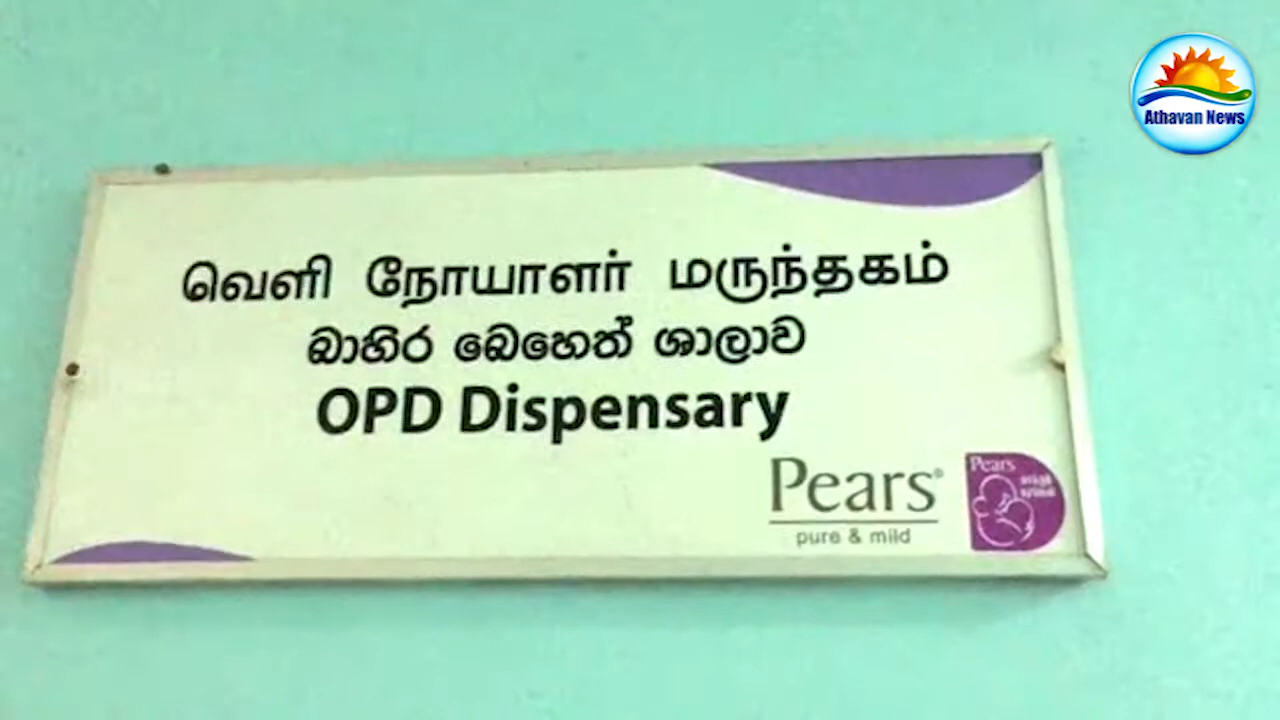 Athavan News
வெளி நோயாளர் மருந்தகம்
බාහිර බෙහෙත් ශාලාව
OPD Dispensary
Pears®
pure & mild
Pears